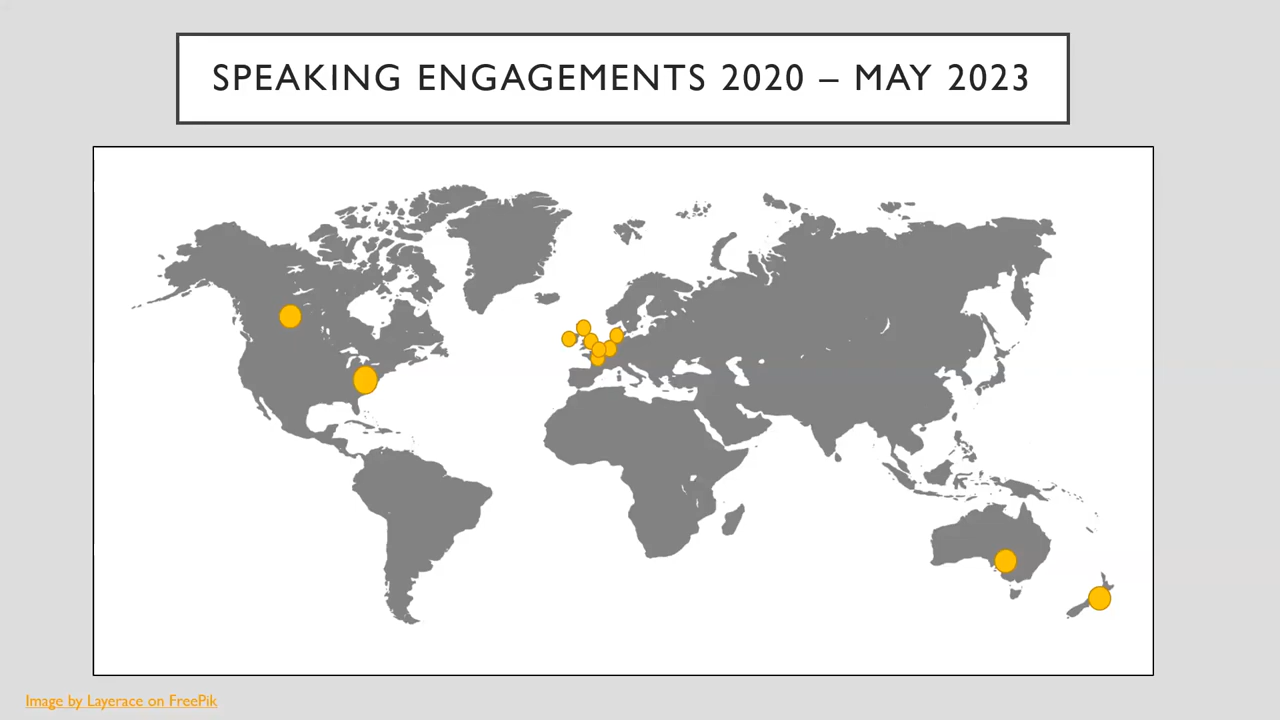 SPEAKING ENGAGEMENTS 2020 – MAY 2023
Image by Layerace on FreePik